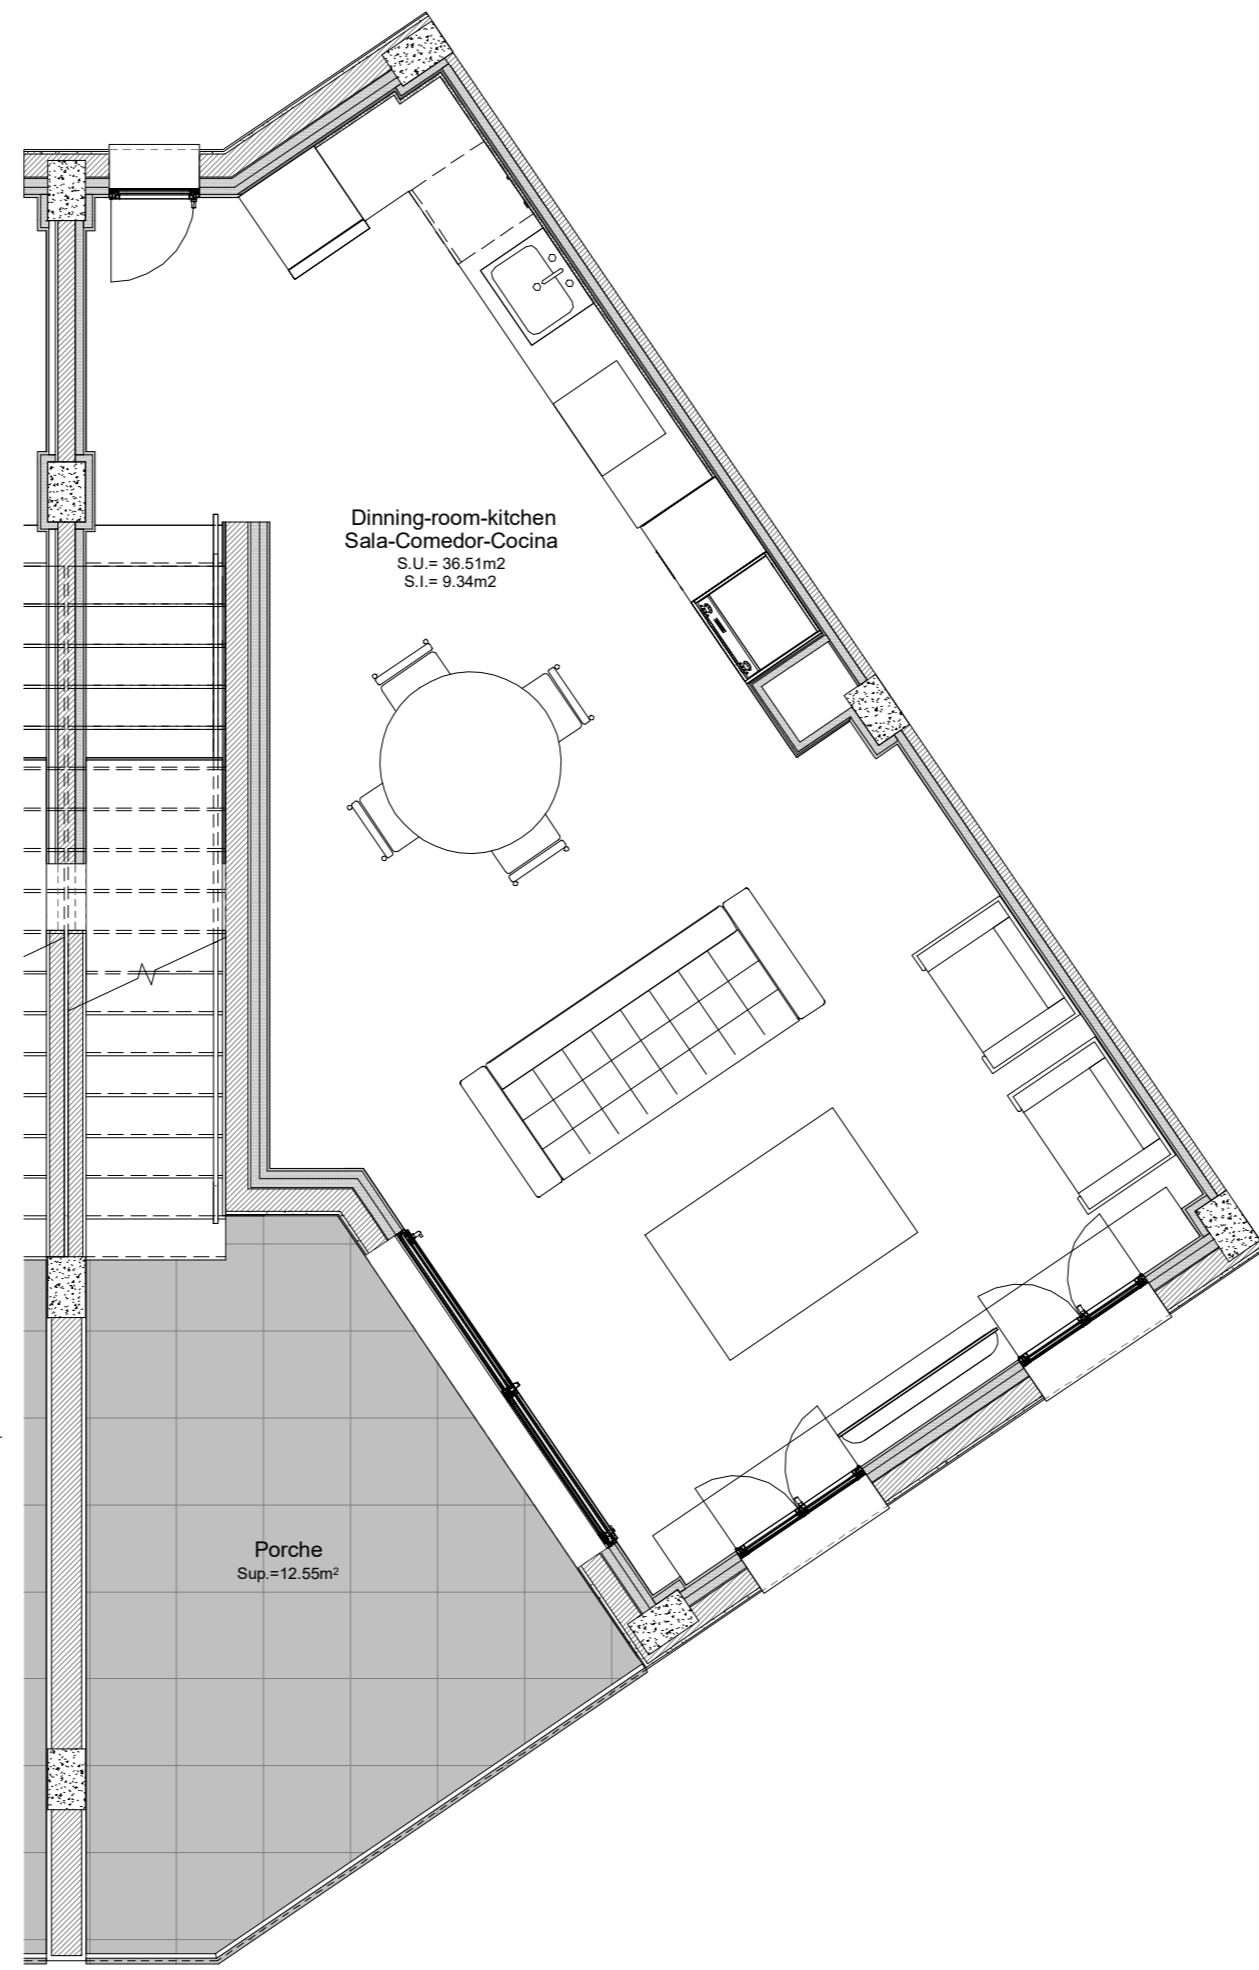 Dinning-room-kitchen
Sala-Comedor-Cocina
S.U.= 36.51m2
S.I.= 9.34m2
Porche
Sup.=12.55m²